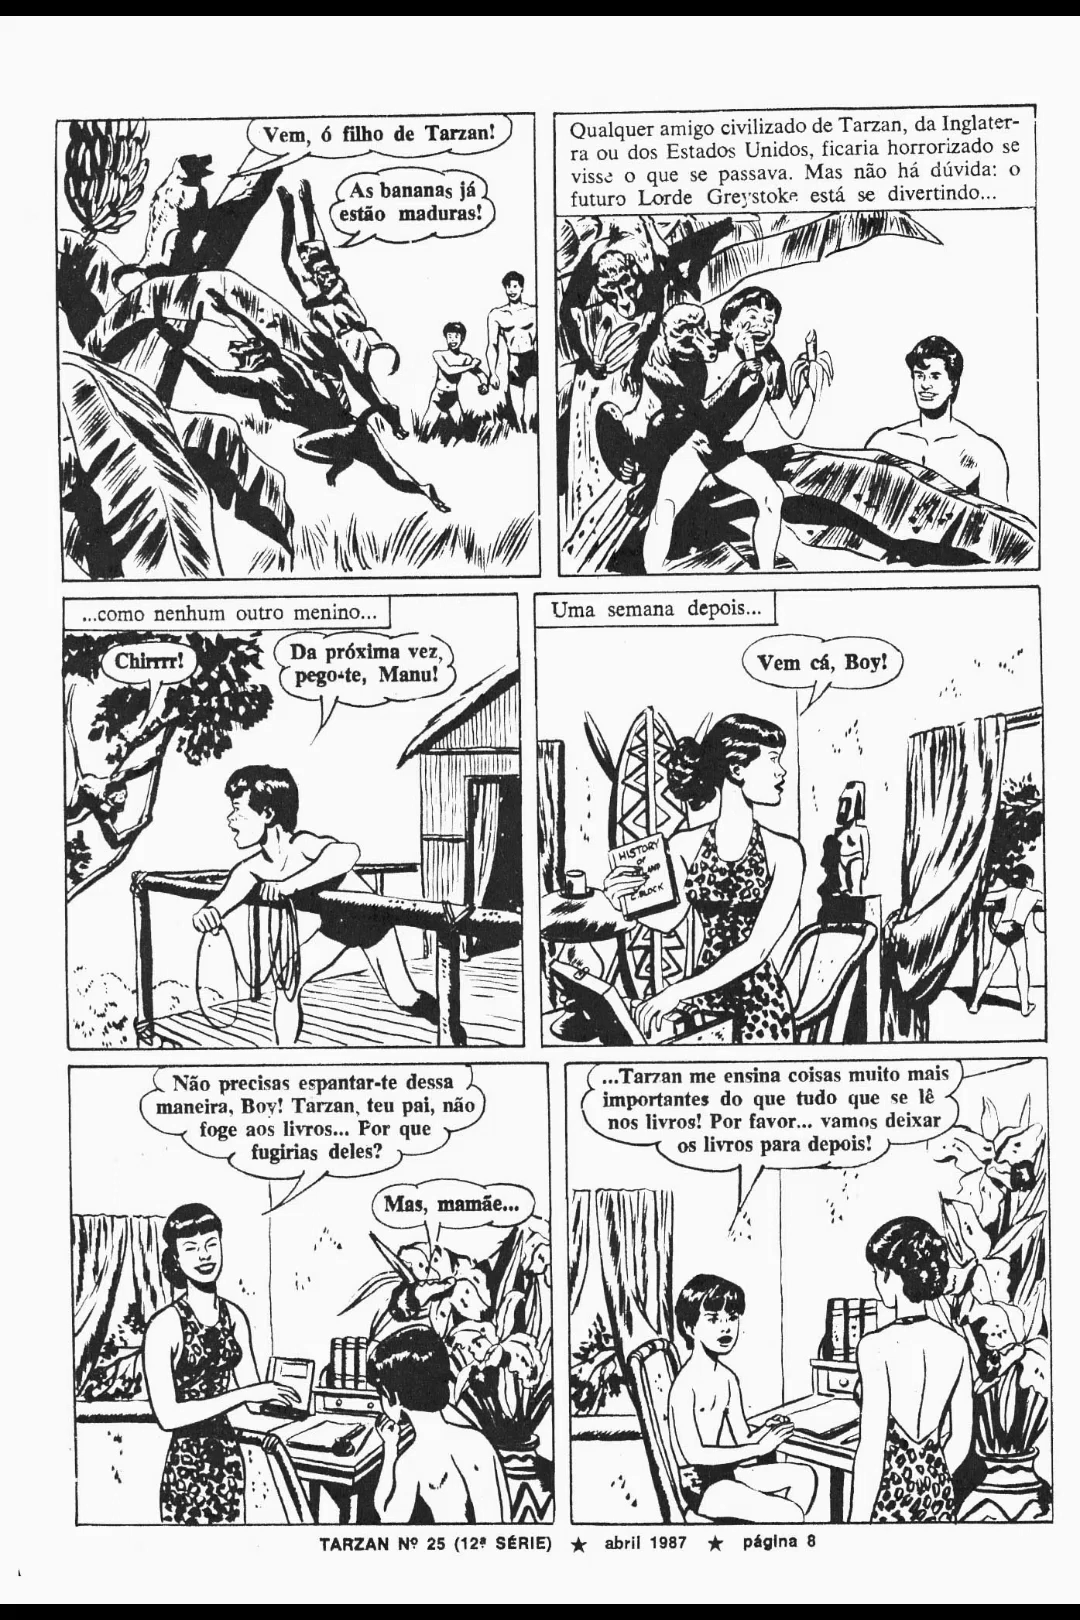 Vem, ó filho de Tarzan!
As bananas já
estão maduras!
Qualquer amigo civilizado de Tarzan, da Inglater-
ra ou dos Estados Unidos, ficaria horrorizado se
visse o que se passava. Mas não há dúvida: o
futuro Lorde Greystoke está se divertindo...
...como nenhum outro menino...
Chirrrr!
Da próxima vez,
pego-te, Manu!
Uma semana depois...
Vem cá, Boy!
HISTORY
OF
BLOCK
Não precisas espantar-te dessa
maneira, Boy! Tarzan, teu pai, não
foge aos livros... Por que
fugirias deles?
Mas, mamãe...
...Tarzan me ensina coisas muito mais
importantes do que tudo que se lê
nos livros! Por favor... vamos deixar
os livros para depois!
TARZAN Nº 25 (12ª SÉRIE) ★ abril 1987 ★ página 8